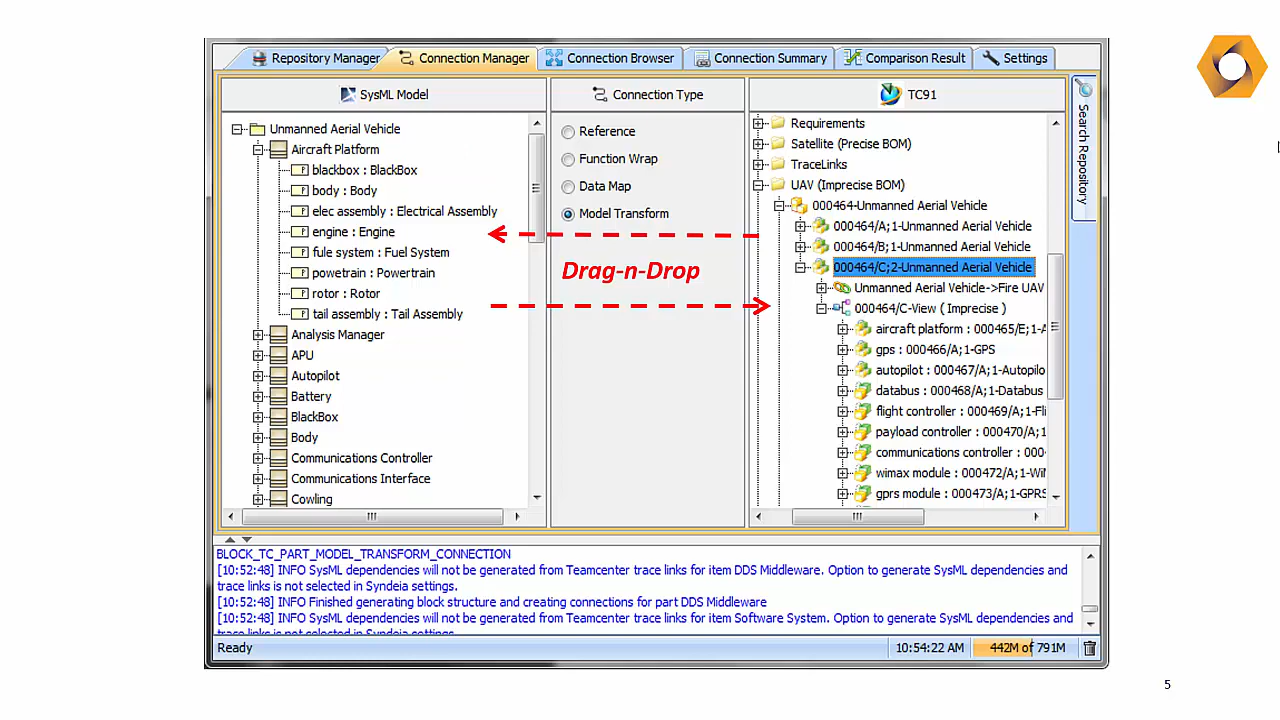 Repository Manager
Connection Manager
Connection Browser
Connection Summary
Comparison Result
Settings
SysML Model
Unmanned Aerial Vehicle
Aircraft Platform
blackbox : BlackBox
body : Body
elec assembly : Electrical Assembly
engine : Engine
fule system : Fuel System
powetrain : Powertrain
rotor : Rotor
tail assembly : Tail Assembly
Analysis Manager
APU
Autopilot
Battery
BlackBox
Body
Communications Controller
Communications Interface
Cowling
Connection Type
Reference
Function Wrap
Data Map
Model Transform
Drag-n-Drop
TC91
Requirements
Satellite (Precise BOM)
TraceLinks
UAV (Imprecise BOM)
000464-Unmanned Aerial Vehicle
000464/A;1-Unmanned Aerial Vehicle
000464/B;1-Unmanned Aerial Vehicle
000464/C;2-Unmanned Aerial Vehicle
Unmanned Aerial Vehicle->Fire UAV
000464/C-View ( Imprecise )
aircraft platform : 000465/E;1-A
gps : 000466/A;1-GPS
autopilot : 000467/A;1-Autopilo
databus : 000468/A;1-Databus
flight controller : 000469/A;1-Fli
payload controller : 000470/A;1
communications controller : 000
wimax module : 000472/A;1-Wi
gprs module : 000473/A;1-GPRS
Search Repository
BLOCK_TC_PART_MODEL_TRANSFORM_CONNECTION
[10:52:48] INFO SysML dependencies will not be generated from Teamcenter trace links for item DDS Middleware. Option to generate SysML dependencies and
trace links is not selected in Syndeia settings.
[10:52:48] INFO Finished generating block structure and creating connections for part DDS Middleware
[10:52:48] INFO SysML dependencies will not be generated from Teamcenter trace links for item Software System. Option to generate SysML dependencies and
trace links is not selected in Syndeia settings.
Ready
10:54:22 AM
442M of 791M
5